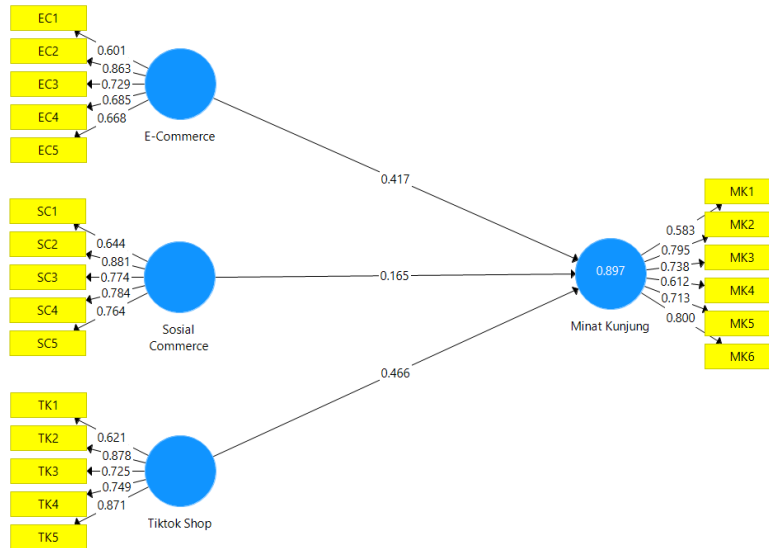 EC1
EC2
EC3
EC4
EC5
0.601
0.863
0.729
0.685
0.668
E-Commerce
0.417
SC1
SC2
SC3
SC4
SC5
0.644
0.881
0.774
0.784
0.764
Sosial
Commerce
0.165
TK1
TK2
TK3
TK4
TK5
0.621
0.878
0.725
0.749
0.871
Tiktok Shop
0.466
0.897
Minat Kunjung
0.583
0.795
0.738
0.612
0.713
0.800
MK1
MK2
MK3
MK4
MK5
MK6